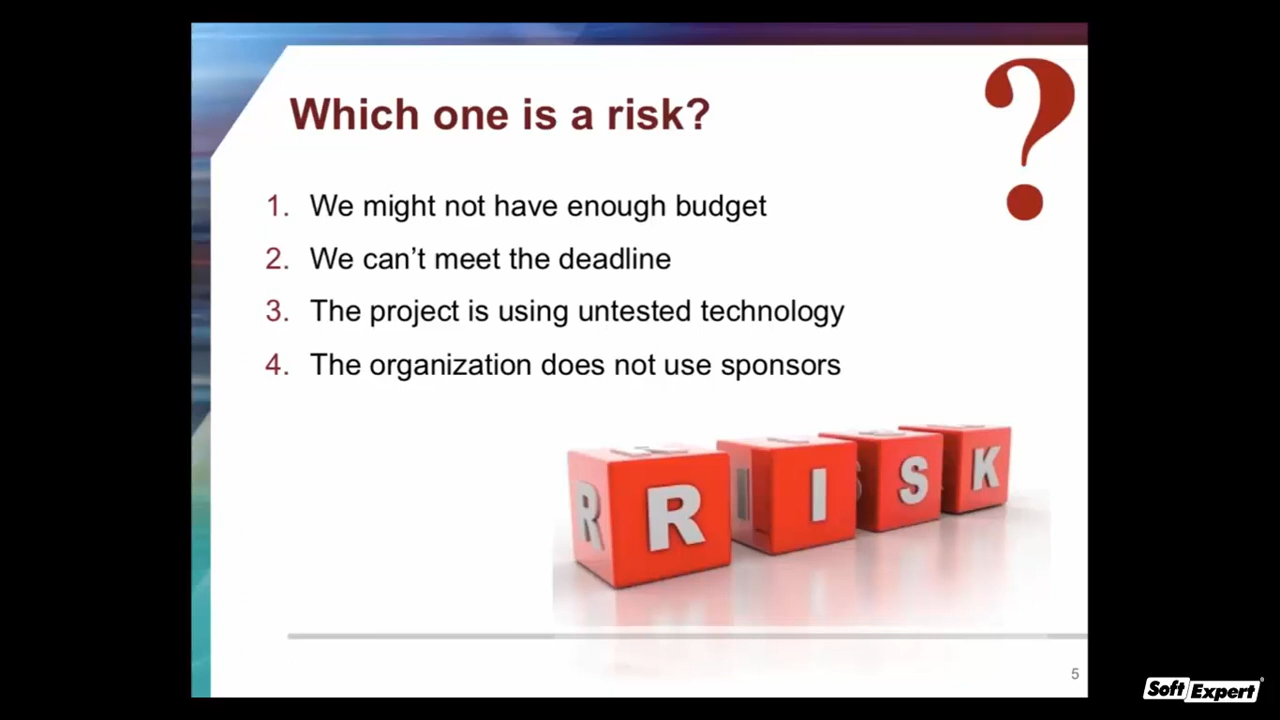 Which one is a risk?
?
1. We might not have enough budget
2. We can’t meet the deadline
3. The project is using untested technology
4. The organization does not use sponsors
R R I I S S K
5
Soft Expert